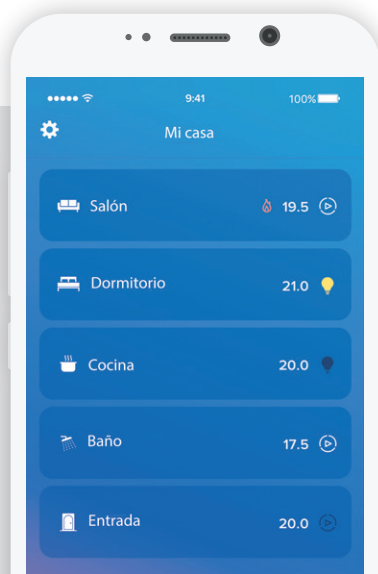 9:41
100%
Mi casa
Salón 19.5
Dormitorio 21.0
Cocina 20.0
Baño 17.5
Entrada 20.0